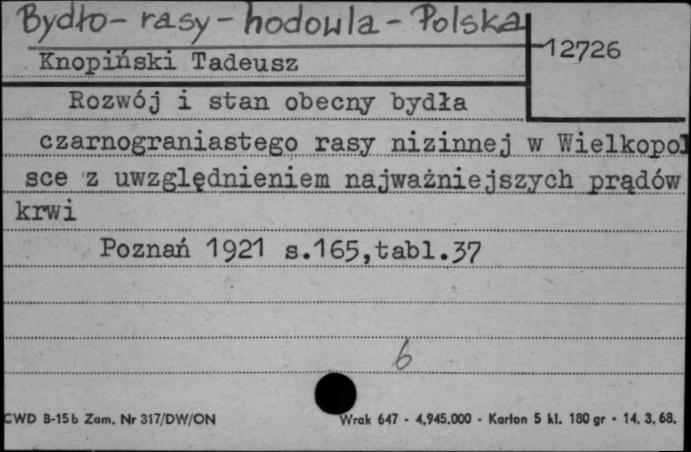 Bydło - rasy - hodowla - Polska
12726
Knopiński Tadeusz
Rozwój i stan obecny bydła
czarnograniastego rasy nizinnej w Wielkopol
sce z uwzględnieniem najważniejszych prądów
krwi
Poznań 1921 s.165,tabl.37
6
CWD B-15b Zam. Nr 317/DW/ON Wrak 647 - 4.945.000 - Karton 5 kl. 180 gr - 14. 3. 68.